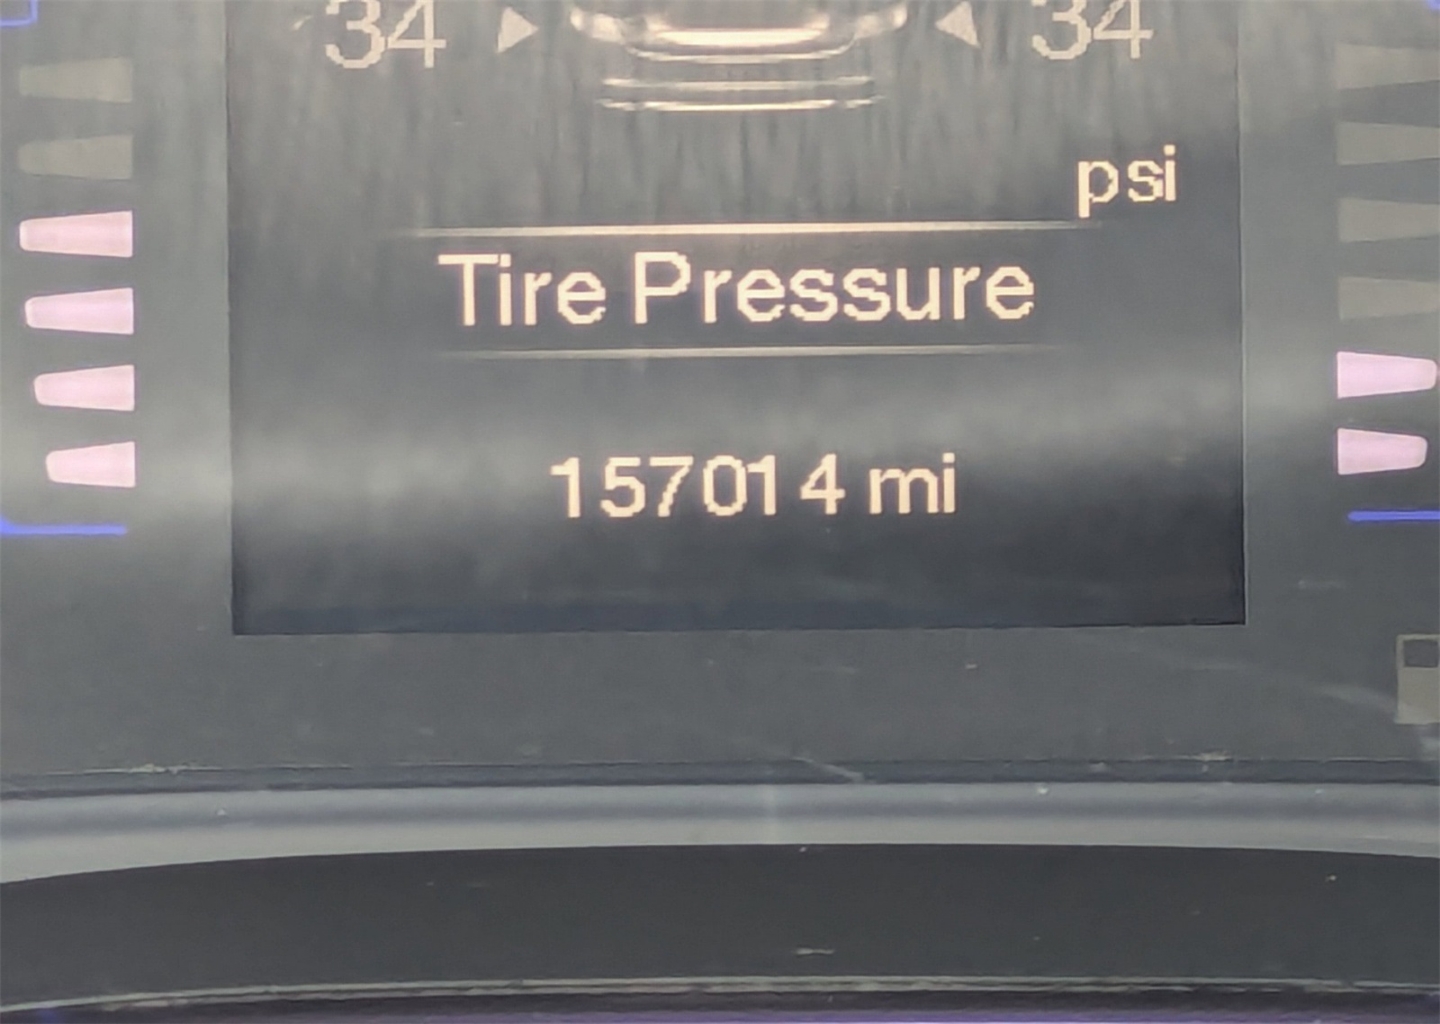 34 34
psi
Tire Pressure
157014 mi